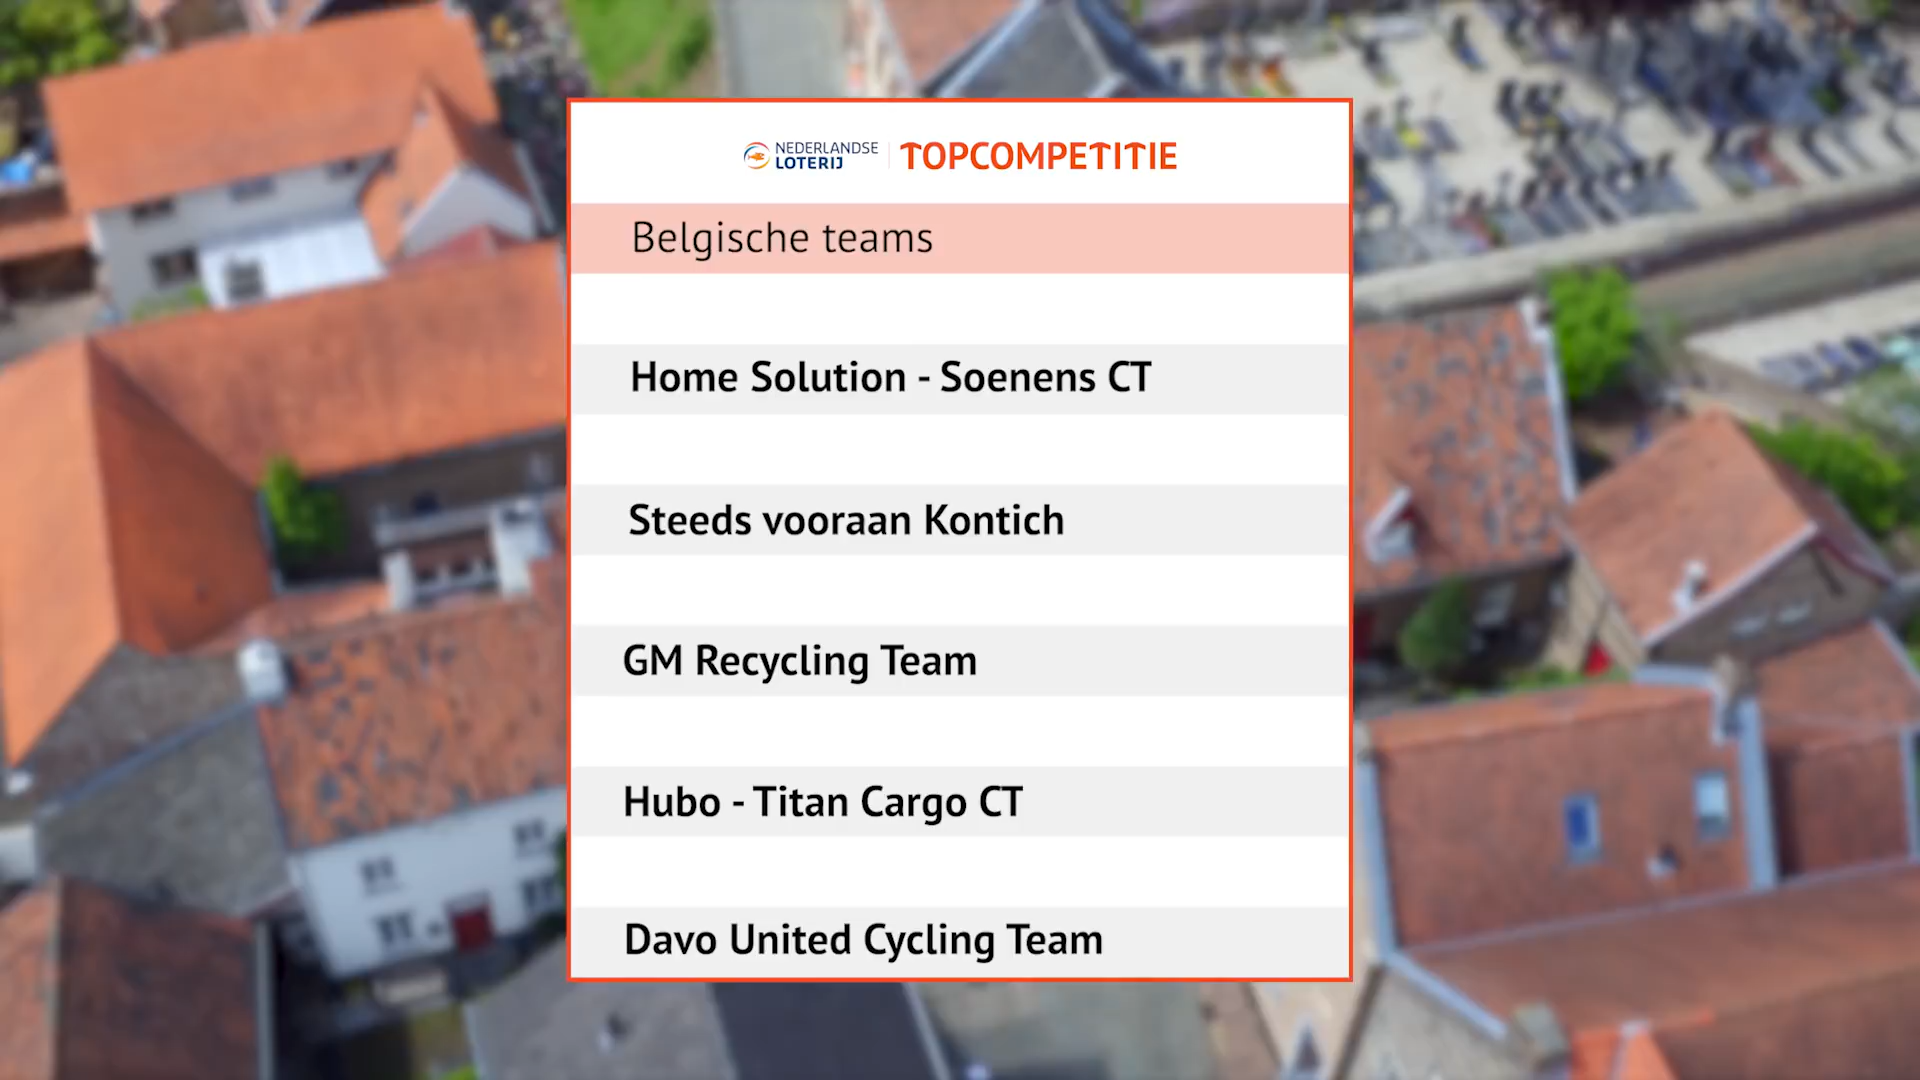 NEDERLANDSE
LOTERIJ
TOPCOMPETITIE
Belgische teams
Home Solution - Soenens CT
Steeds vooraan Kontich
GM Recycling Team
Hubo - Titan Cargo CT
Davo United Cycling Team